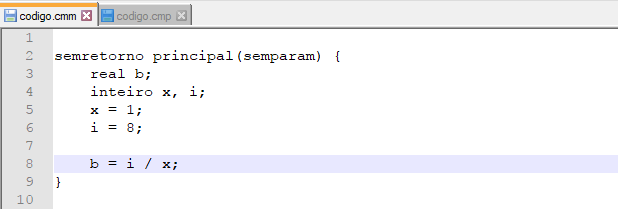 codigo.cmm codigo.cmp
1
2 semretorno principal(semparam) {
3 real b;
4 inteiro x, i;
5 x = 1;
6 i = 8;
7
8 b = i / x;
9 }
10